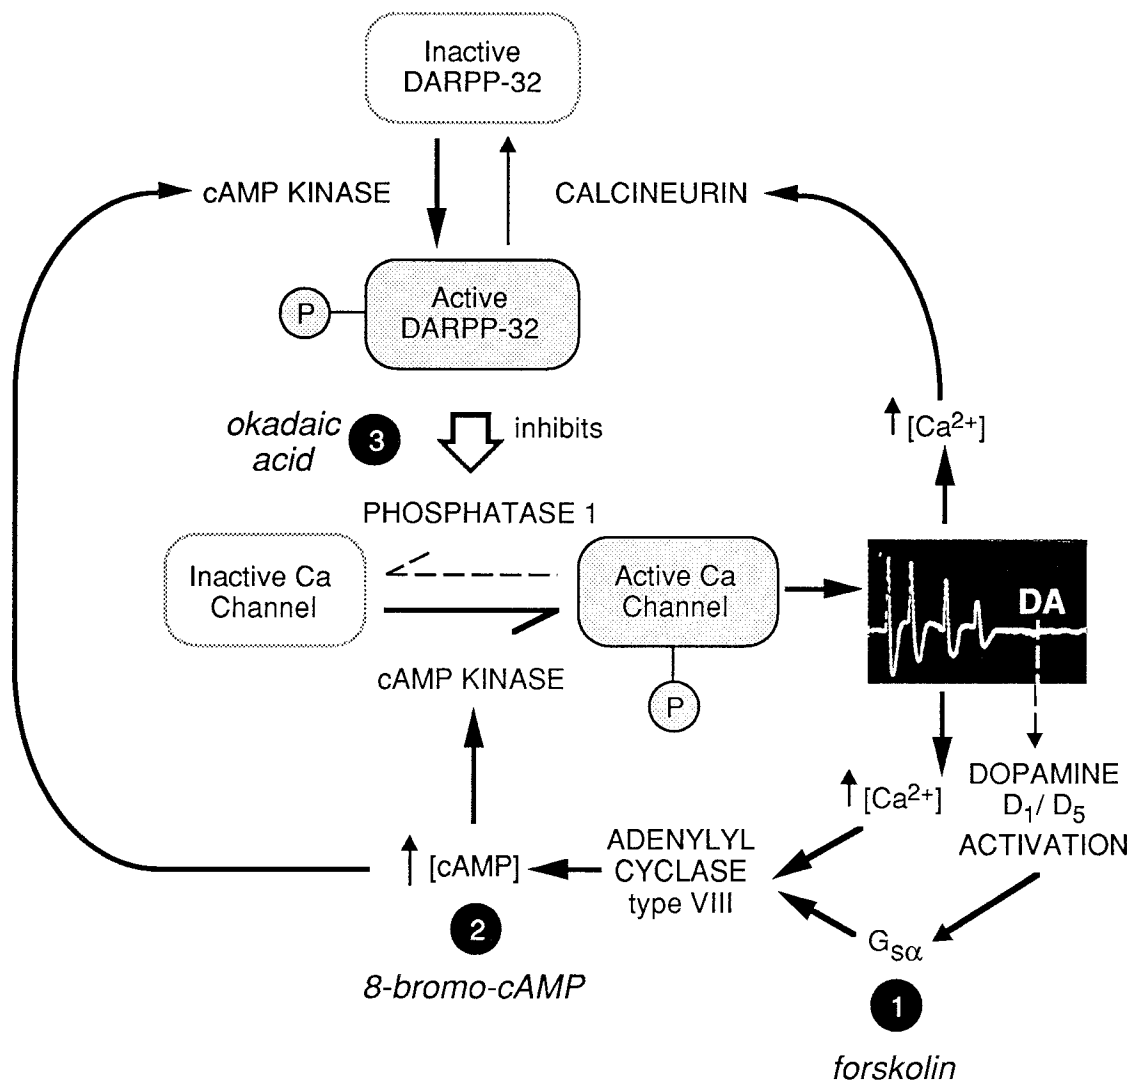 Inactive
DARPP-32
cAMP KINASE
CALCINEURIN
P
Active
DARPP-32
okadaic
acid
3
inhibits
[Ca²⁺]
PHOSPHATASE 1
Inactive Ca
Channel
Active Ca
Channel
DA
cAMP KINASE
P
[Ca²⁺]
DOPAMINE
D₁/ D₅
ACTIVATION
ADENYLYL
CYCLASE
type VIII
[cAMP]
2
8-bromo-cAMP
Gsα
1
forskolin